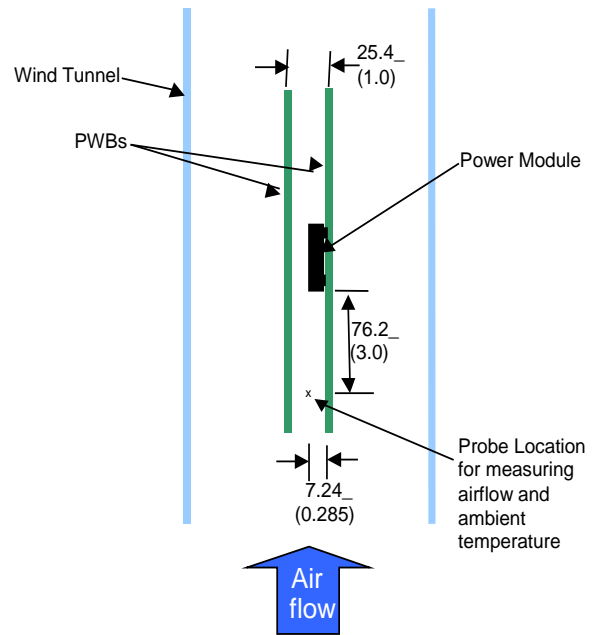 25.4_
(1.0)
Wind Tunnel
PWBs
Power Module
76.2_
(3.0)
x
Probe Location
for measuring
airflow and
ambient
temperature
7.24_
(0.285)
Air
flow